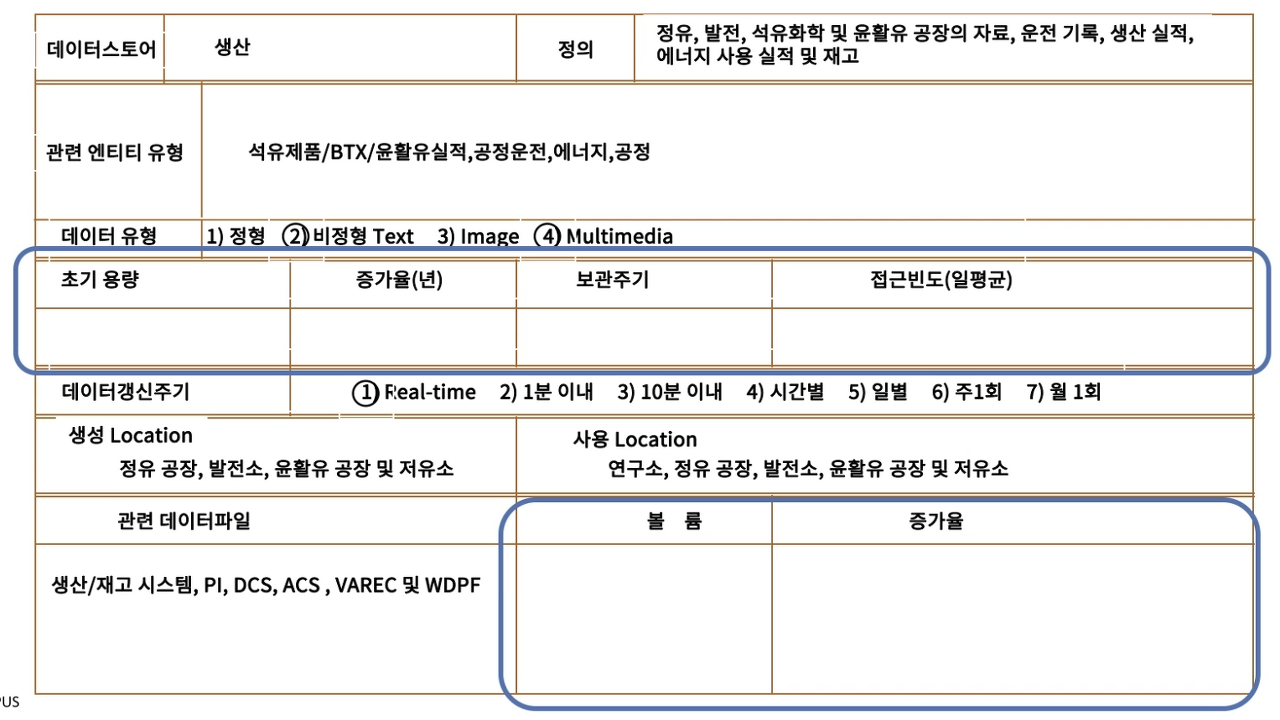 데이터스토어 생산 정의 정유, 발전, 석유화학 및 윤활유 공장의 자료, 운전 기록, 생산 실적,
에너지 사용 실적 및 재고
관련 엔티티 유형 석유제품/BTX/윤활유실적,공정운전,에너지,공정
데이터 유형 1) 정형 2) 비정형 Text 3) Image 4) Multimedia
초기 용량 증가율(년) 보관주기 접근빈도(일평균)
데이터갱신주기 1) Real-time 2) 1분 이내 3) 10분 이내 4) 시간별 5) 일별 6) 주1회 7) 월 1회
생성 Location 사용 Location
정유 공장, 발전소, 윤활유 공장 및 저유소 연구소, 정유 공장, 발전소, 윤활유 공장 및 저유소
관련 데이터파일 볼 륨 증가율
생산/재고 시스템, PI, DCS, ACS , VAREC 및 WDPF